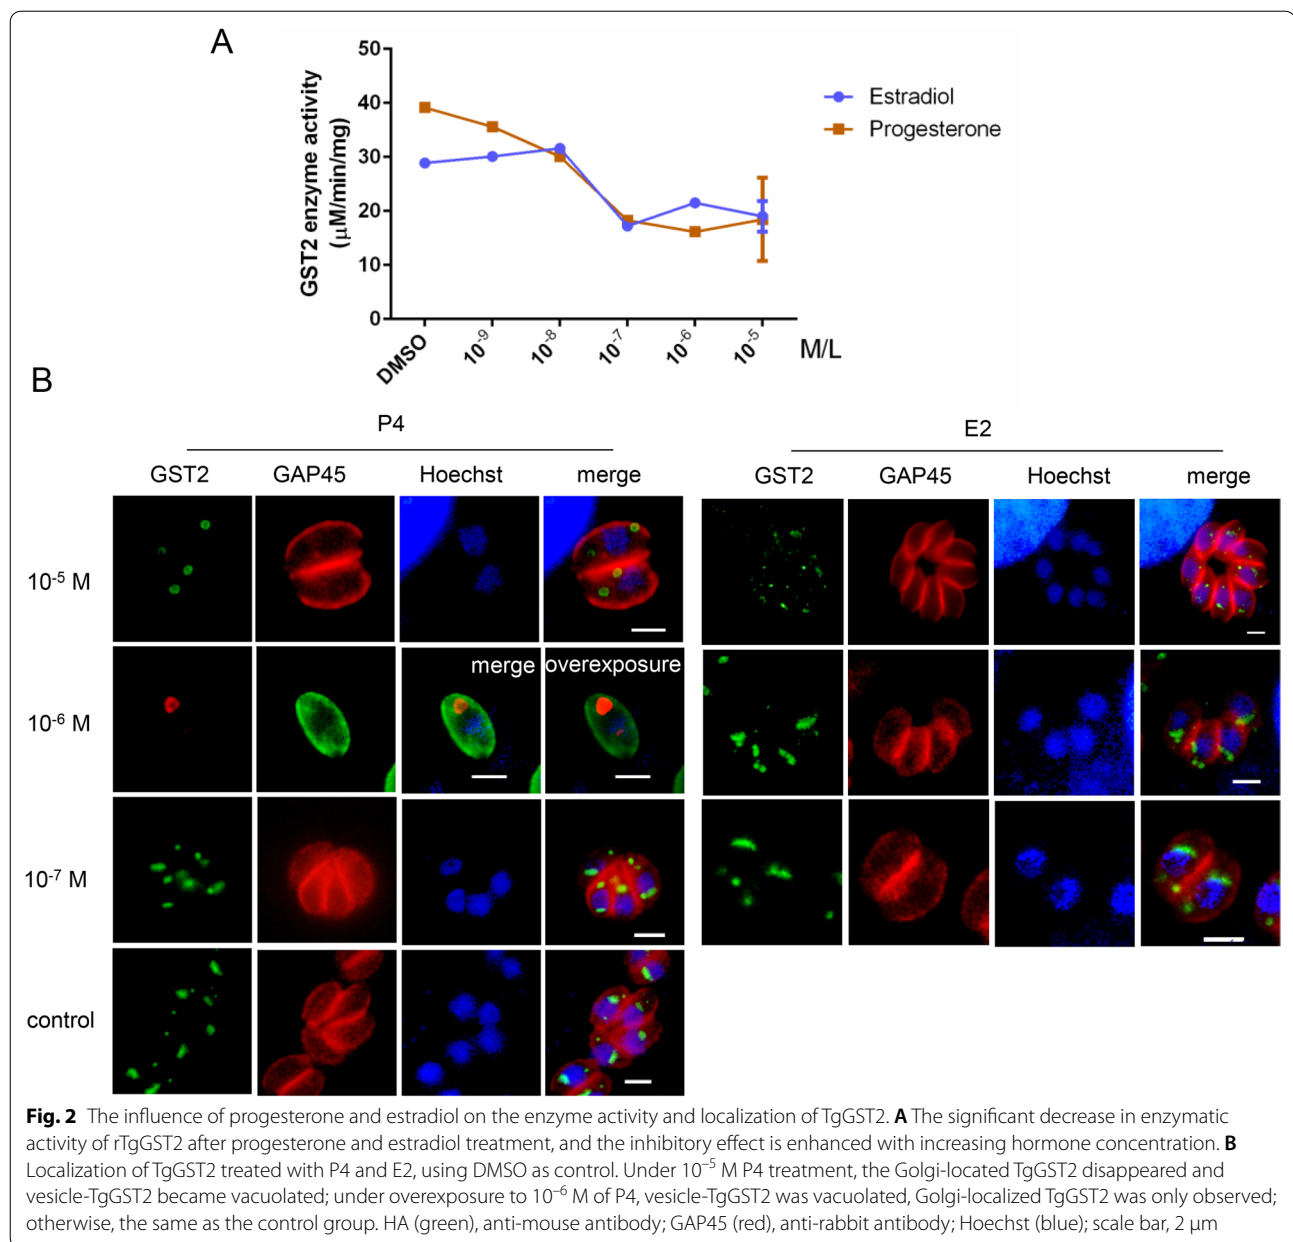 A
50
40
30
20
10
0
GST2 enzyme activity
(μM/min/mg)
Estradiol
Progesterone
DMSO 10⁻⁹ 10⁻⁸ 10⁻⁷ 10⁻⁶ 10⁻⁵ M/L
B
P4
E2
GST2 GAP45 Hoechst merge
GST2 GAP45 Hoechst merge
10⁻⁵ M
merge overexposure
10⁻⁶ M
10⁻⁷ M
control
Fig. 2 The influence of progesterone and estradiol on the enzyme activity and localization of TgGST2. A The significant decrease in enzymatic
activity of rTgGST2 after progesterone and estradiol treatment, and the inhibitory effect is enhanced with increasing hormone concentration. B
Localization of TgGST2 treated with P4 and E2, using DMSO as control. Under 10⁻⁵ M P4 treatment, the Golgi-located TgGST2 disappeared and
vesicle-TgGST2 became vacuolated; under overexposure to 10⁻⁶ M of P4, vesicle-TgGST2 was vacuolated, Golgi-localized TgGST2 was only observed;
otherwise, the same as the control group. HA (green), anti-mouse antibody; GAP45 (red), anti-rabbit antibody; Hoechst (blue); scale bar, 2 μm